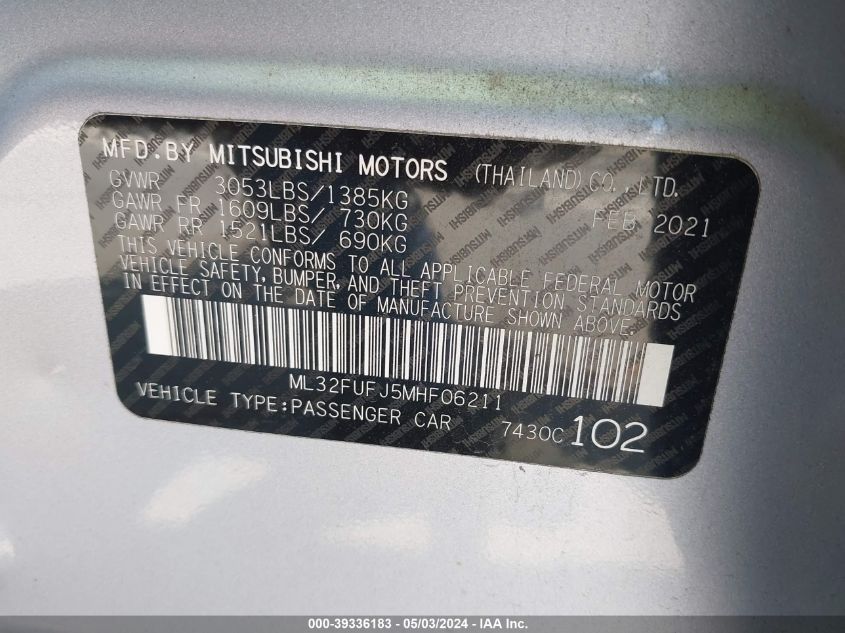 MFD.BY MITSUBISHI MOTORS (THAILAND)CO.,LTD.
GVWR 3053LBS/1385KG FEB 2021
GAWR FR 1609LBS/ 730KG
GAWR RR 1521LBS/ 690KG
THIS VEHICLE CONFORMS TO ALL APPLICABLE FEDERAL MOTOR
VEHICLE SAFETY, BUMPER, AND THEFT PREVENTION STANDARDS
IN EFFECT ON THE DATE OF MANUFACTURE SHOWN ABOVE.
ML32FUFJ5MHF06211
VEHICLE TYPE:PASSENGER CAR 7430C 102
000-39336183 - 05/03/2024 - IAA Inc.